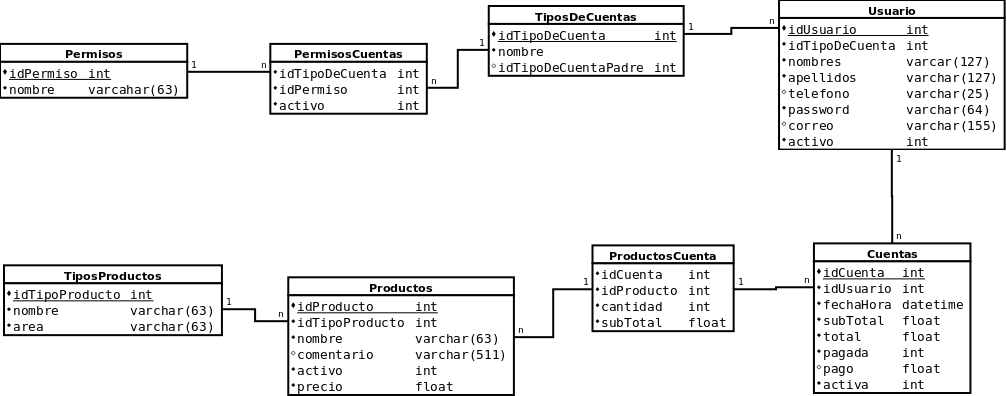 Permisos
idPermiso int
nombre varcahar(63)
1
n
PermisosCuentas
idTipoDeCuenta int
idPermiso int
activo int
n
1
TiposDeCuentas
idTipoDeCuenta int
nombre
idTipoDeCuentaPadre int
1
n
Usuario
idUsuario int
idTipoDeCuenta int
nombres varcar(127)
apellidos varchar(127)
telefono varchar(25)
password varchar(64)
correo varchar(155)
activo int
1
n
TiposProductos
idTipoProducto int
nombre varchar(63)
area varchar(63)
1
n
Productos
idProducto int
idTipoProducto int
nombre varchar(63)
comentario varchar(511)
activo int
precio float
n
1
ProductosCuenta
idCuenta int
idProducto int
cantidad int
subTotal float
1
n
Cuentas
idCuenta int
idUsuario int
fechaHora datetime
subTotal float
total float
pagada int
pago float
activa int